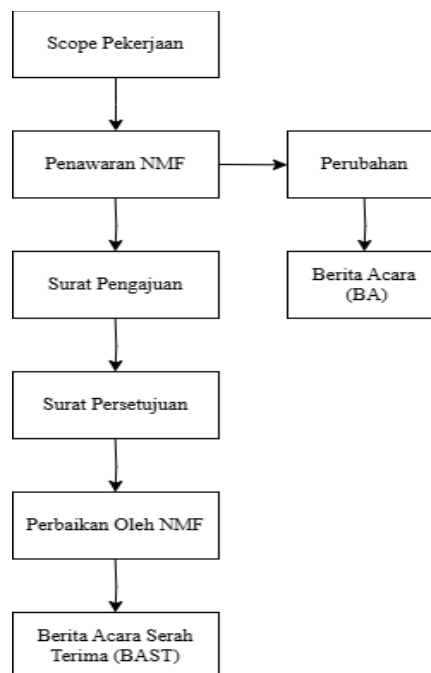 Scope Pekerjaan
Penawaran NMF
Perubahan
Surat Pengajuan
Berita Acara
(BA)
Surat Persetujuan
Perbaikan Oleh NMF
Berita Acara Serah
Terima (BAST)